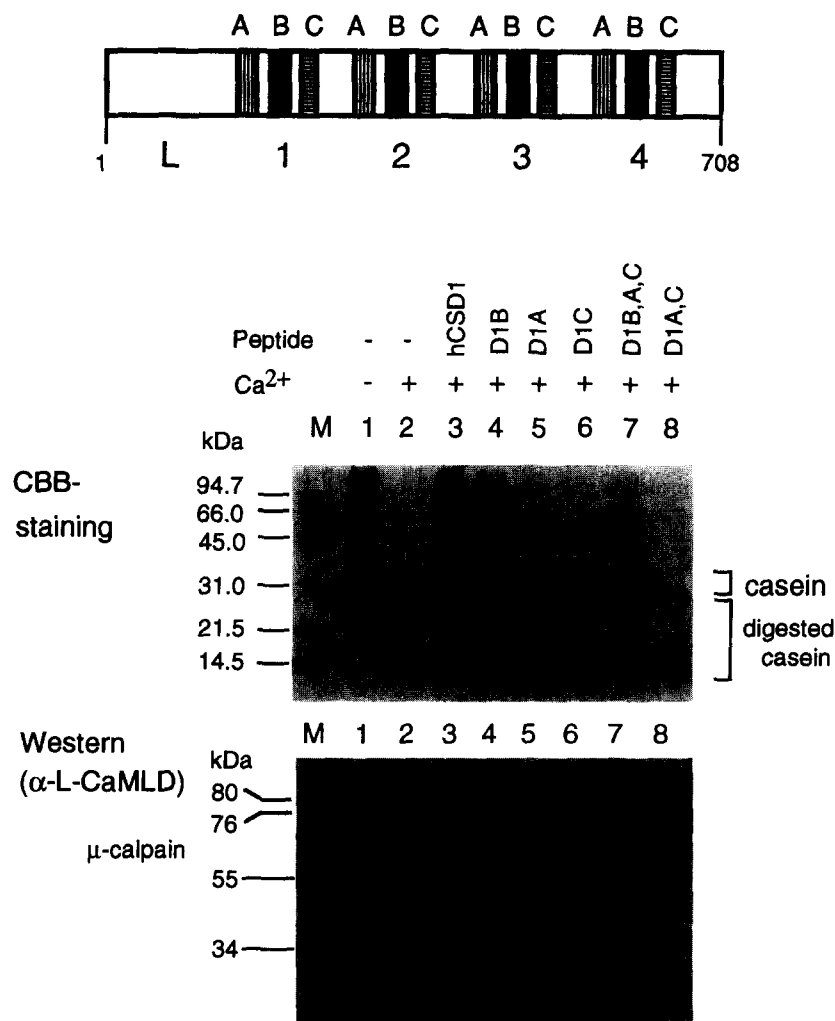 A B C A B C A B C A B C
1 L 1 2 3 4 708
Peptide - - hCSD1 D1B D1A D1C D1B,A,C D1A,C
Ca2+ - + + + + + + +
kDa M 1 2 3 4 5 6 7 8
CBB-
staining
94.7
66.0
45.0
31.0
21.5
14.5
casein
digested
casein
Western
(α-L-CaMLD)
kDa M 1 2 3 4 5 6 7 8
80
76
μ-calpain
55
34